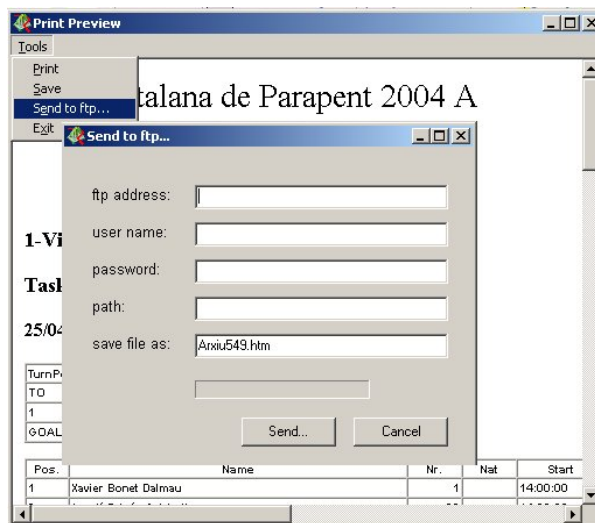 Print Preview
Tools
Print
Save
Send to ftp...
Exit
talana de Parapent 2004 A
Send to ftp...
ftp address:
user name:
password:
path:
save file as: Arxiu549.htm
Send... Cancel
1-Vi
Task
25/04
TurnP
TO
1
GOAL
Pos. Name Nr. Nat Start
1 Xavier Bonet Dalmau 1 14:00:00